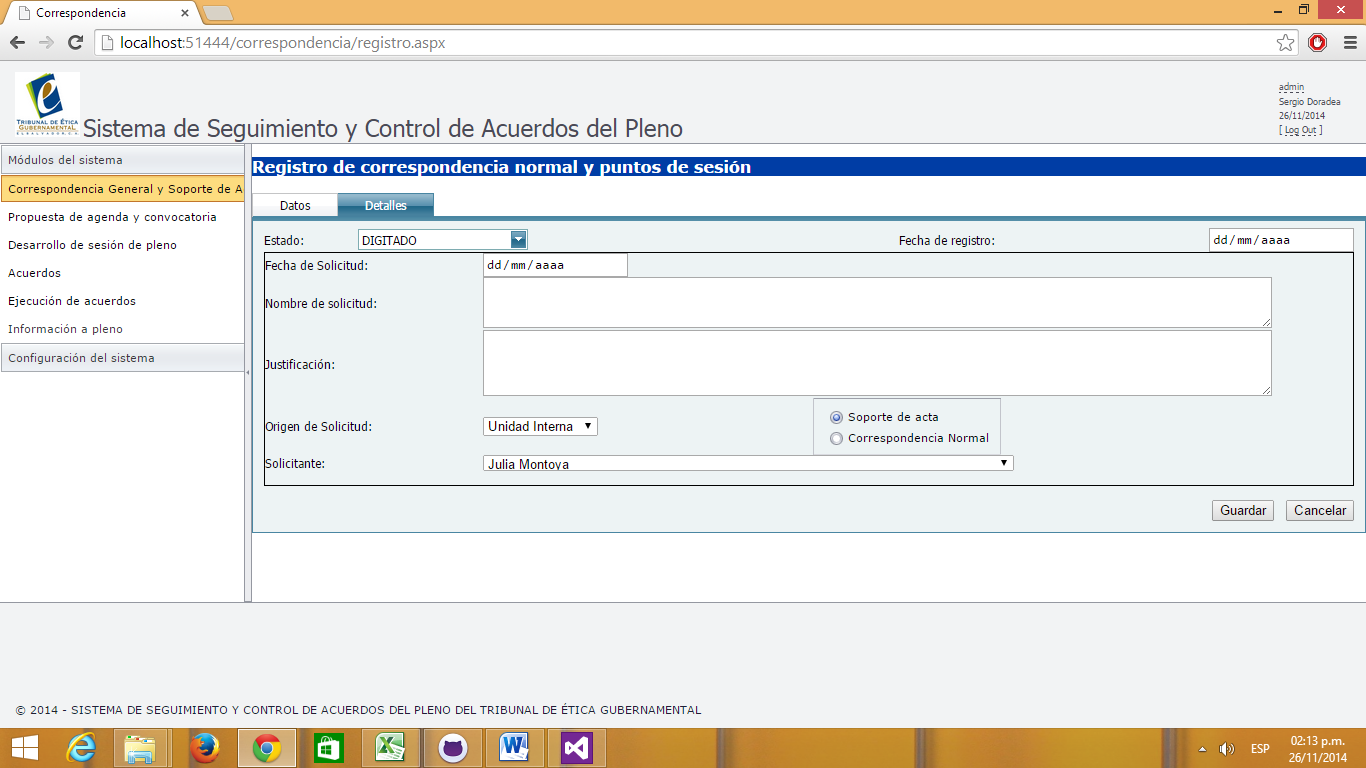 Correspondencia
localhost:51444/correspondencia/registro.aspx
TRIBUNAL DE ÉTICA
GUBERNAMENTAL
Sistema de Seguimiento y Control de Acuerdos del Pleno
admin
Sergio Doradea
26/11/2014
[ Log Out ]
Módulos del sistema
Correspondencia General y Soporte de A
Propuesta de agenda y convocatoria
Desarrollo de sesión de pleno
Acuerdos
Ejecución de acuerdos
Información a pleno
Configuración del sistema
Registro de correspondencia normal y puntos de sesión
Datos Detalles
Estado: DIGITADO Fecha de registro: dd/mm/aaaa
Fecha de Solicitud: dd/mm/aaaa
Nombre de solicitud:
Justificación:
Origen de Solicitud: Unidad Interna
Soporte de acta
Correspondencia Normal
Solicitante: Julia Montoya
Guardar Cancelar
© 2014 - SISTEMA DE SEGUIMIENTO Y CONTROL DE ACUERDOS DEL PLENO DEL TRIBUNAL DE ÉTICA GUBERNAMENTAL
ESP
02:13 p.m.
26/11/2014